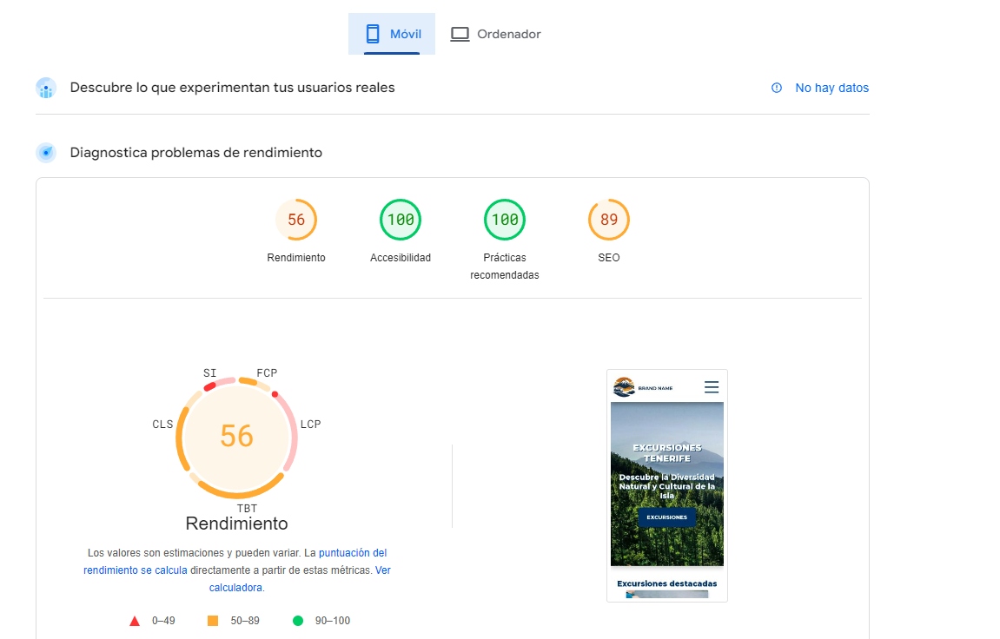 Móvil
Ordenador
Descubre lo que experimentan tus usuarios reales
No hay datos
Diagnostica problemas de rendimiento
56
100
100
89
Rendimiento
Accesibilidad
Prácticas
recomendadas
SEO
SI
FCP
CLS
LCP
56
TBT
Rendimiento
Los valores son estimaciones y pueden variar. La puntuación del
rendimiento se calcula directamente a partir de estas métricas. Ver
calculadora.
0–49
50–89
90–100
BRAND NAME
EXCURSIONES
TENERIFE
Descubre la Diversidad
Natural y Cultural de la
Isla
EXCURSIONES
Excursiones destacadas